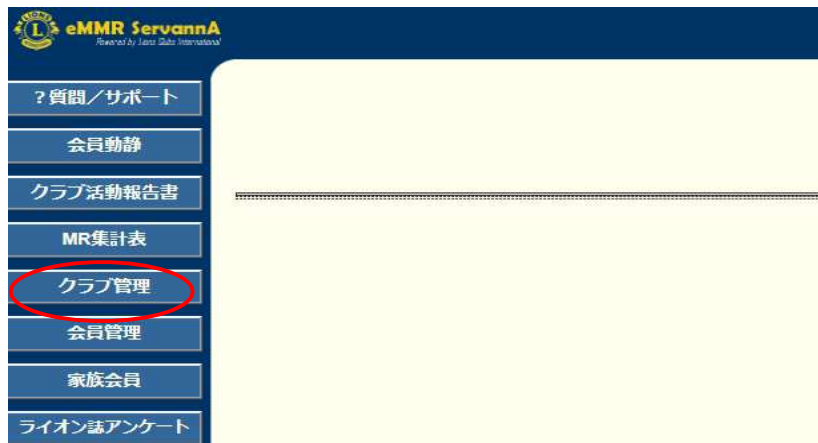 eMMR ServannA
Powered by Lions Clubs International
?質問／サポート
会員動静
クラブ活動報告書
MR集計表
クラブ管理
会員管理
家族会員
ライオン誌アンケート